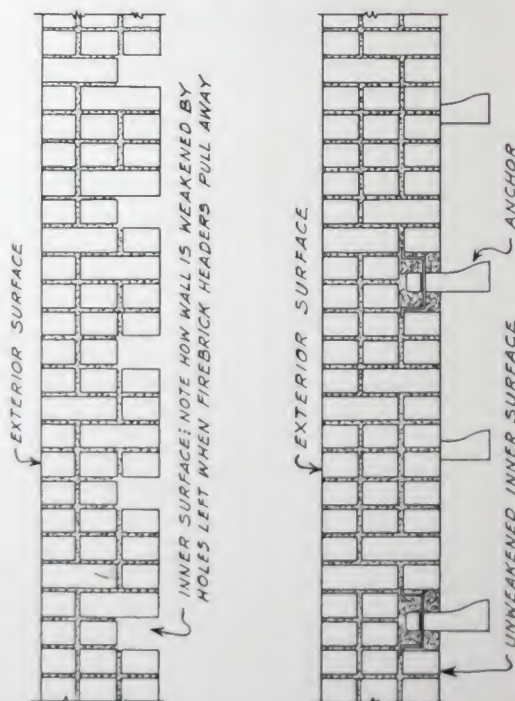 EXTERIOR SURFACE
INNER SURFACE; NOTE HOW WALL IS WEAKENED BY
HOLES LEFT WHEN FIREBRICK HEADERS PULL AWAY
EXTERIOR SURFACE
UNWEAKENED INNER SURFACE
ANCHOR